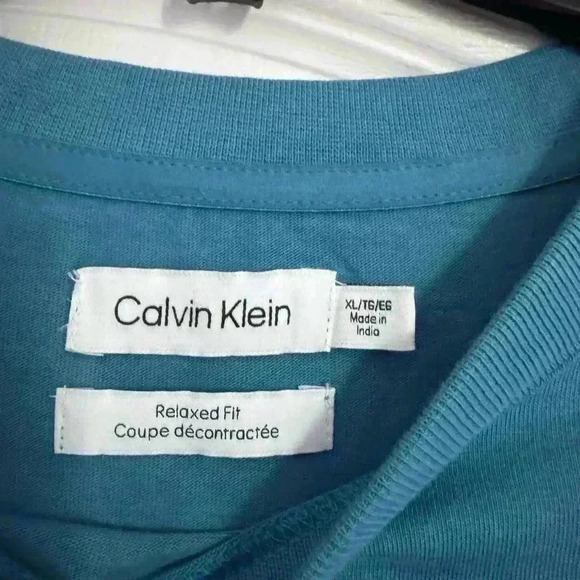 Calvin Klein
XL/TG/EG
Made in
India
Relaxed Fit
Coupe décontractée